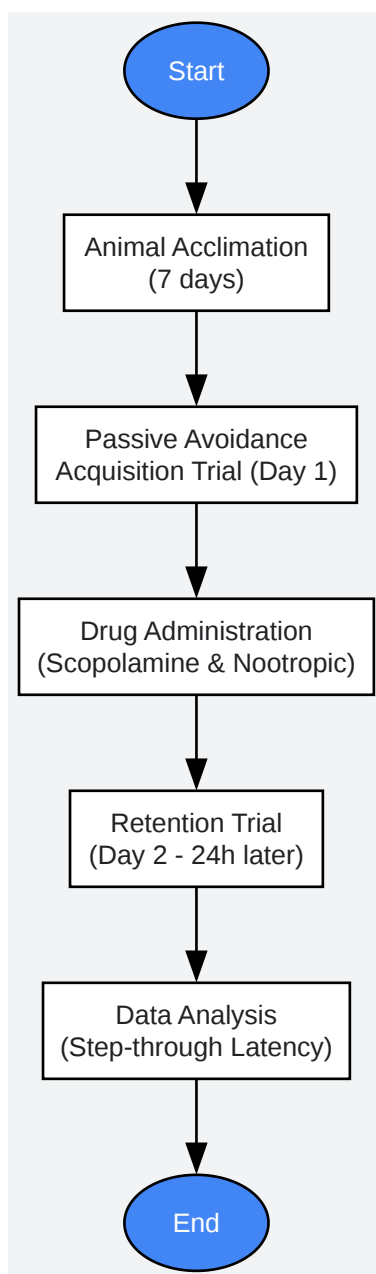 Start
Animal Acclimation
(7 days)
Passive Avoidance
Acquisition Trial (Day 1)
Drug Administration
(Scopolamine & Nootropic)
Retention Trial
(Day 2 - 24h later)
Data Analysis
(Step-through Latency)
End